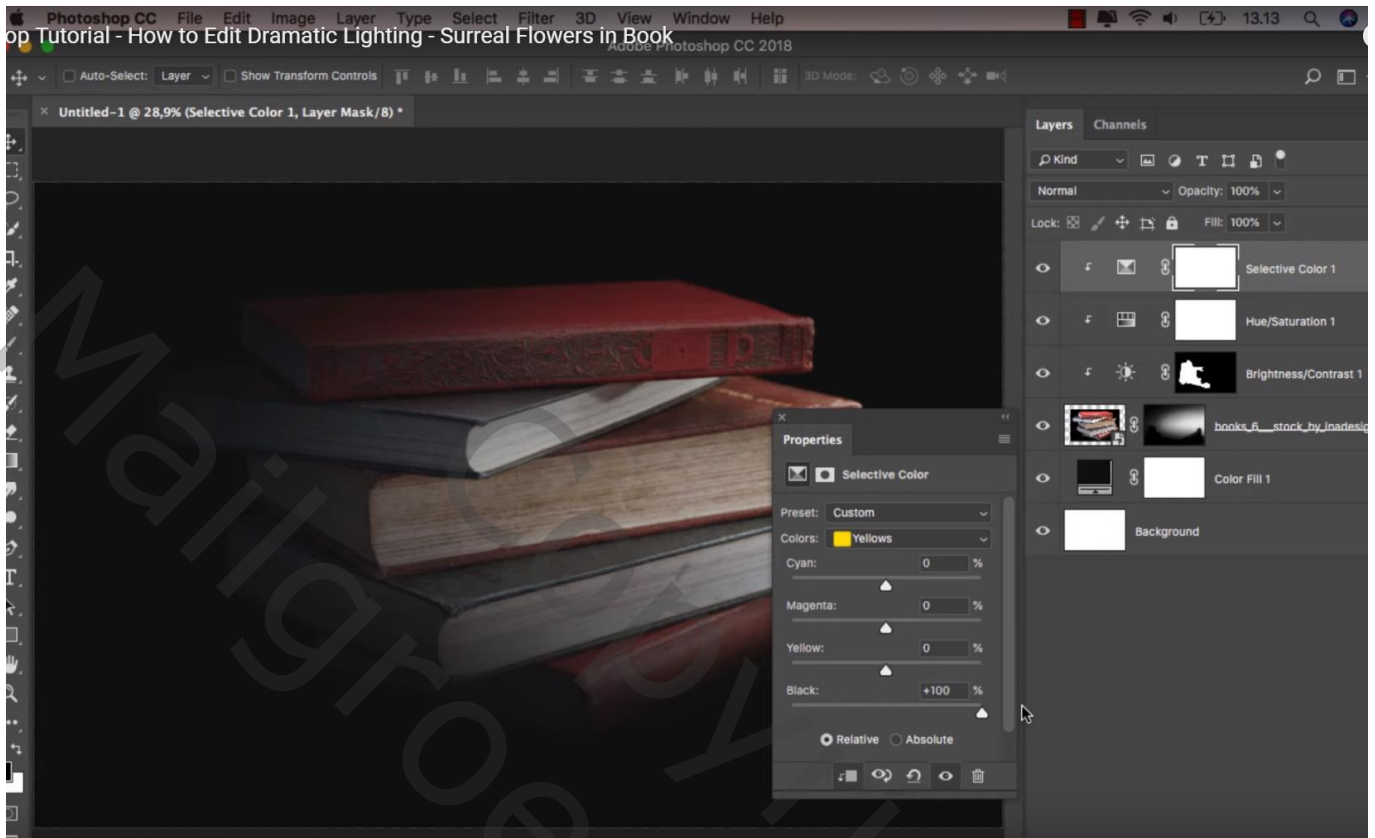 Photoshop CC File Edit Image Layer Type Select Filter 3D View Window Help 13.13
op Tutorial - How to Edit Dramatic Lighting - Surreal Flowers in Book
Adobe Photoshop CC 2018
Auto-Select: Layer Show Transform Controls 3D Mode:
× Untitled-1 @ 28,9% (Selective Color 1, Layer Mask/8) *
Layers Channels
Kind
Normal Opacity: 100%
Lock: Fill: 100%
Selective Color 1
Hue/Saturation 1
Brightness/Contrast 1
books_6__stock_by_inadesig
Color Fill 1
Background
Properties
Selective Color
Preset: Custom
Colors: Yellows
Cyan: 0 %
Magenta: 0 %
Yellow: 0 %
Black: +100 %
Relative Absolute